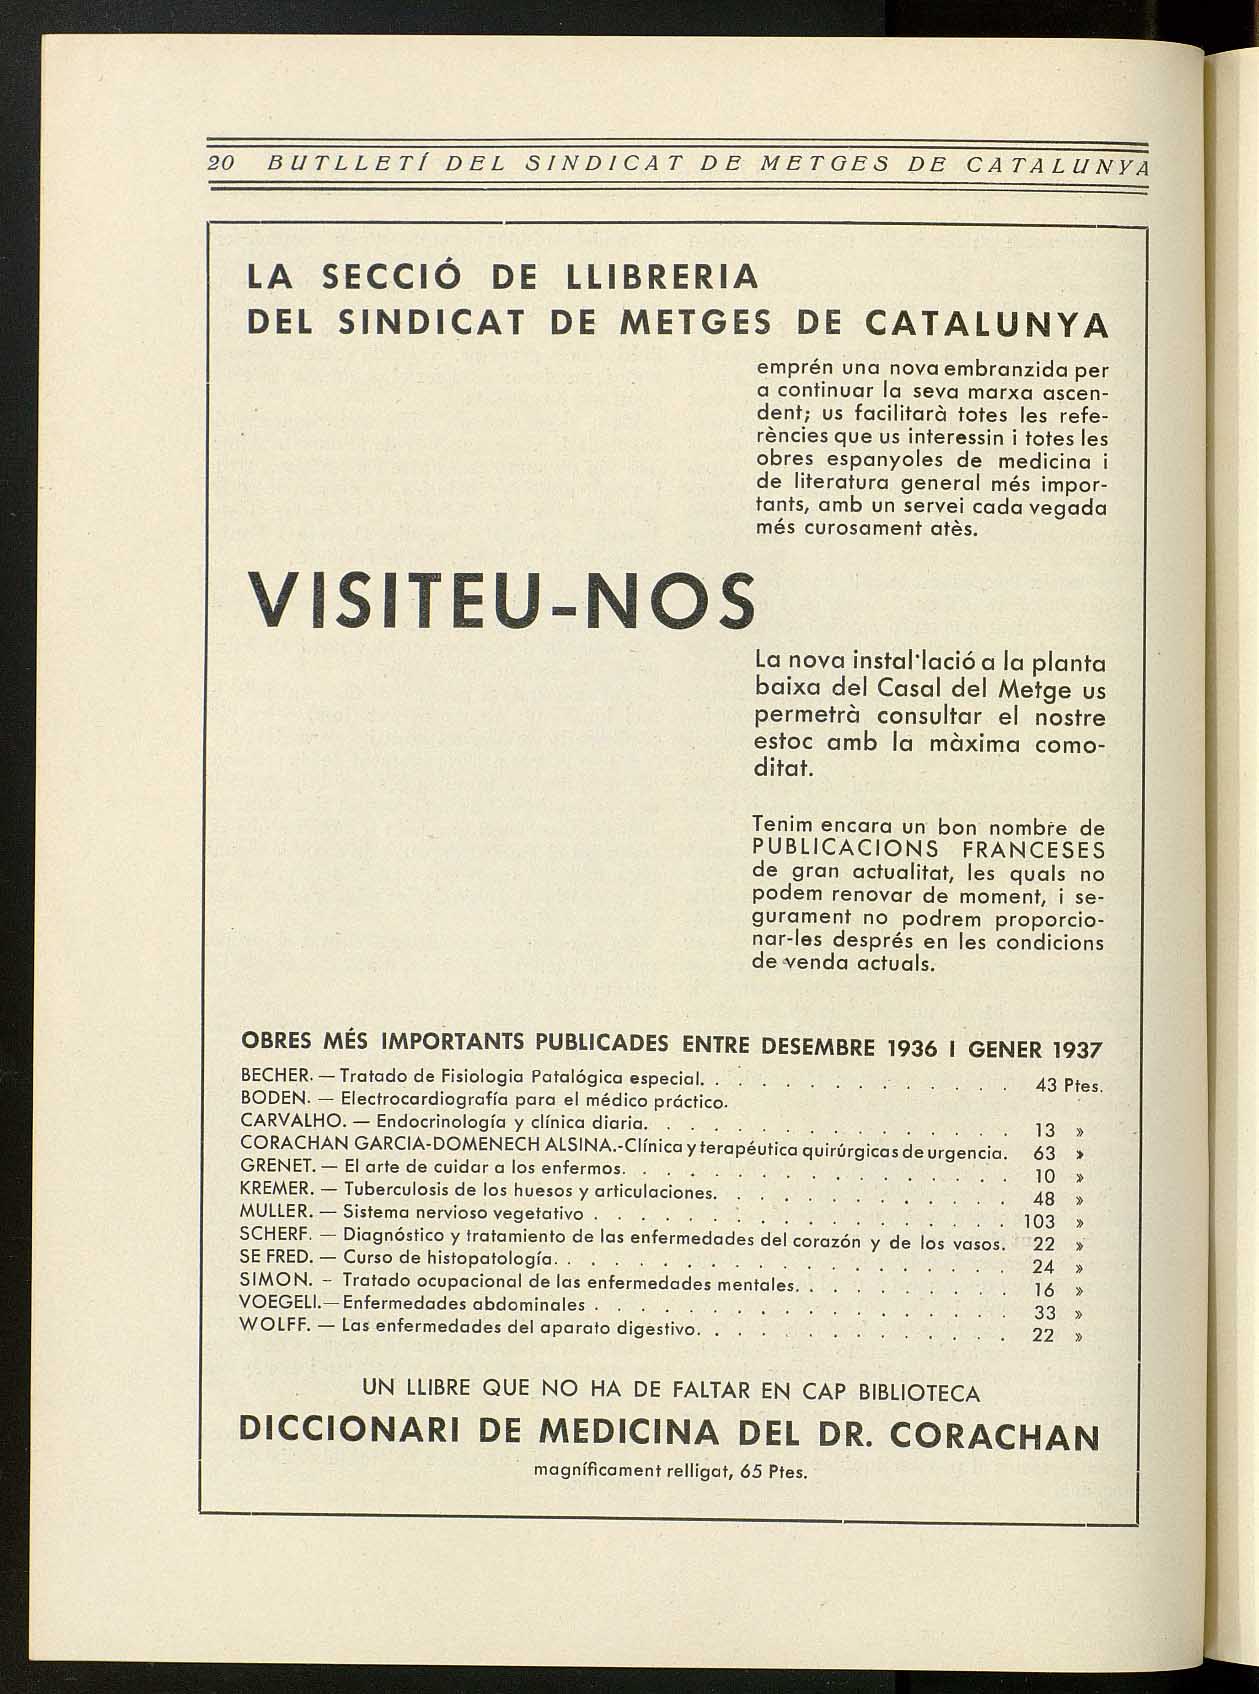 20 BUTLLETÍ DEL SINDICAT DE METGES DE CATALUNYA
LA SECCIÓ DE LLIBRERIA
DEL SINDICAT DE METGES DE CATALUNYA
emprén una nova embranzida per
a continuar la seva marxa ascen-
dent; us facilitarà totes les refe-
rències que us interessin i totes les
obres espanyoles de medicina i
de literatura general més impor-
tants, amb un servei cada vegada
més curosament atès.
VISITEU-NOS
La nova instal·lació a la planta
baixa del Casal del Metge us
permetrà consultar el nostre
estoc amb la màxima como-
ditat.
Tenim encara un bon nombre de
PUBLICACIONS FRANCESES
de gran actualitat, les quals no
podem renovar de moment, i se-
gurament no podrem proporcio-
nar-les després en les condicions
de venda actuals.
OBRES MÉS IMPORTANTS PUBLICADES ENTRE DESEMBRE 1936 I GENER 1937
BECHER. — Tratado de Fisiologia Patalógica especial. . . . . . . . . . . . . . 43 Ptes.
BODEN. — Electrocardiografía para el médico práctico.
CARVALHO. — Endocrinología y clínica diaria. . . . . . . . . . . . . . . . . 13 »
CORACHAN GARCIA-DOMENECH ALSINA.-Clínica y terapéutica quirúrgicas de urgencia. 63 »
GRENET. — El arte de cuidar a los enfermos. . . . . . . . . . . . . . . . . . 10 »
KREMER. — Tuberculosis de los huesos y articulaciones. . . . . . . . . . . . . . 48 »
MULLER. — Sistema nervioso vegetativo . . . . . . . . . . . . . . . . . . . 103 »
SCHERF. — Diagnóstico y tratamiento de las enfermedades del corazón y de los vasos. 22 »
SE FRED. — Curso de histopatología. . . . . . . . . . . . . . . . . . . . . 24 »
SIMON. - Tratado ocupacional de las enfermedades mentales. . . . . . . . . . 16 »
VOEGELI.— Enfermedades abdominales . . . . . . . . . . . . . . . . . . . 33 »
WOLFF. — Las enfermedades del aparato digestivo. . . . . . . . . . . . . . . 22 »
UN LLIBRE QUE NO HA DE FALTAR EN CAP BIBLIOTECA
DICCIONARI DE MEDICINA DEL DR. CORACHAN
magníficament relligat, 65 Ptes.